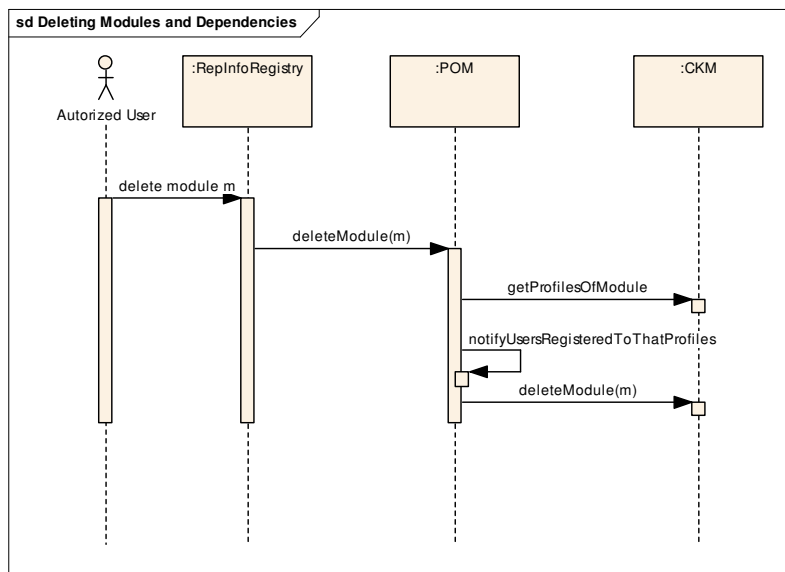 sd Deleting Modules and Dependencies
Autorized User
:RepInfoRegistry
:POM
:CKM
delete module m
deleteModule(m)
getProfilesOfModule
notifyUsersRegisteredToThatProfiles
deleteModule(m)